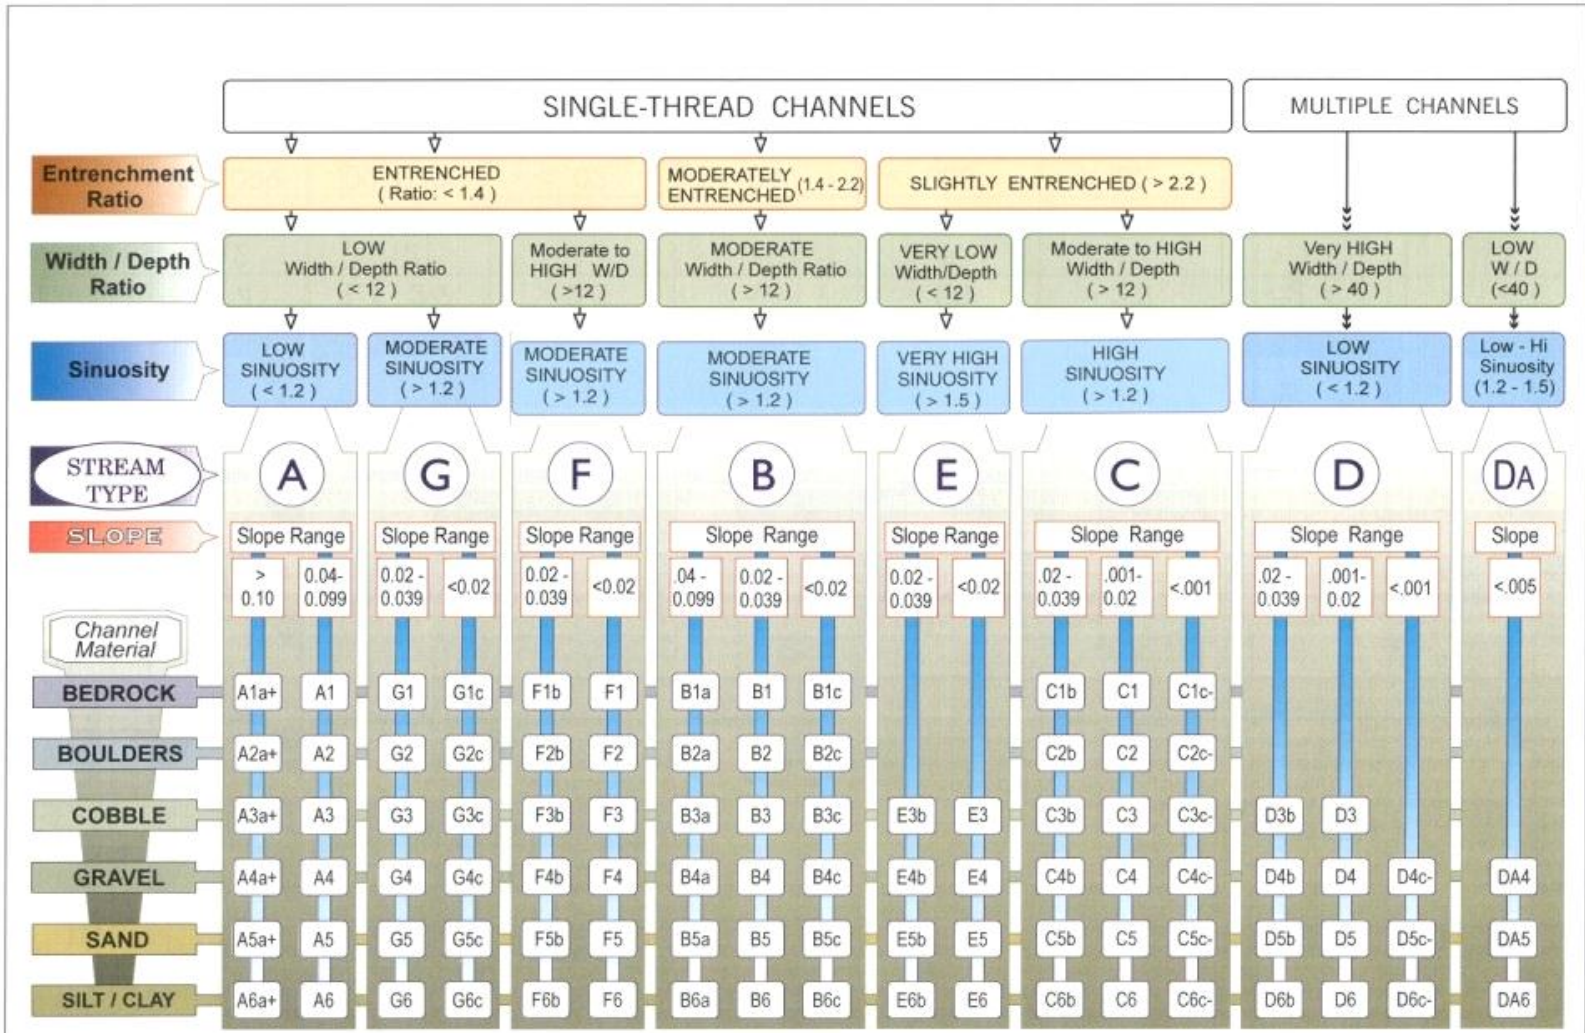 SINGLE-THREAD CHANNELS
MULTIPLE CHANNELS
Entrenchment
Ratio
ENTRENCHED
( Ratio: < 1.4 )
MODERATELY
ENTRENCHED
(1.4 - 2.2)
SLIGHTLY ENTRENCHED ( > 2.2 )
Width / Depth
Ratio
LOW
Width / Depth Ratio
( < 12 )
Moderate to
HIGH W/D
( >12 )
MODERATE
Width / Depth Ratio
( > 12 )
VERY LOW
Width/Depth
( < 12 )
Moderate to HIGH
Width / Depth
( > 12 )
Very HIGH
Width / Depth
( > 40 )
LOW
W / D
(<40 )
Sinuosity
LOW
SINUOSITY
( < 1.2 )
MODERATE
SINUOSITY
( > 1.2 )
MODERATE
SINUOSITY
( > 1.2 )
MODERATE
SINUOSITY
( > 1.2 )
VERY HIGH
SINUOSITY
( > 1.5 )
HIGH
SINUOSITY
( > 1.2 )
LOW
SINUOSITY
( < 1.2 )
Low - Hi
Sinuosity
(1.2 - 1.5)
STREAM
TYPE
A G F B E C D DA
SLOPE
Slope Range Slope Range Slope Range Slope Range Slope Range Slope Range Slope Range Slope
>
0.10
0.04-
0.099
0.02 -
0.039
<0.02
0.02 -
0.039
<0.02
.04 -
0.099
0.02 -
0.039
<0.02
0.02 -
0.039
<0.02
.02 -
0.039
.001-
0.02
<.001
.02 -
0.039
.001-
0.02
<.001
<.005
Channel
Material
BEDROCK A1a+ A1 G1 G1c F1b F1 B1a B1 B1c C1b C1 C1c-
BOULDERS A2a+ A2 G2 G2c F2b F2 B2a B2 B2c C2b C2 C2c-
COBBLE A3a+ A3 G3 G3c F3b F3 B3a B3 B3c E3b E3 C3b C3 C3c- D3b D3
GRAVEL A4a+ A4 G4 G4c F4b F4 B4a B4 B4c E4b E4 C4b C4 C4c- D4b D4 D4c- DA4
SAND A5a+ A5 G5 G5c F5b F5 B5a B5 B5c E5b E5 C5b C5 C5c- D5b D5 D5c- DA5
SILT / CLAY A6a+ A6 G6 G6c F6b F6 B6a B6 B6c E6b E6 C6b C6 C6c- D6b D6 D6c- DA6